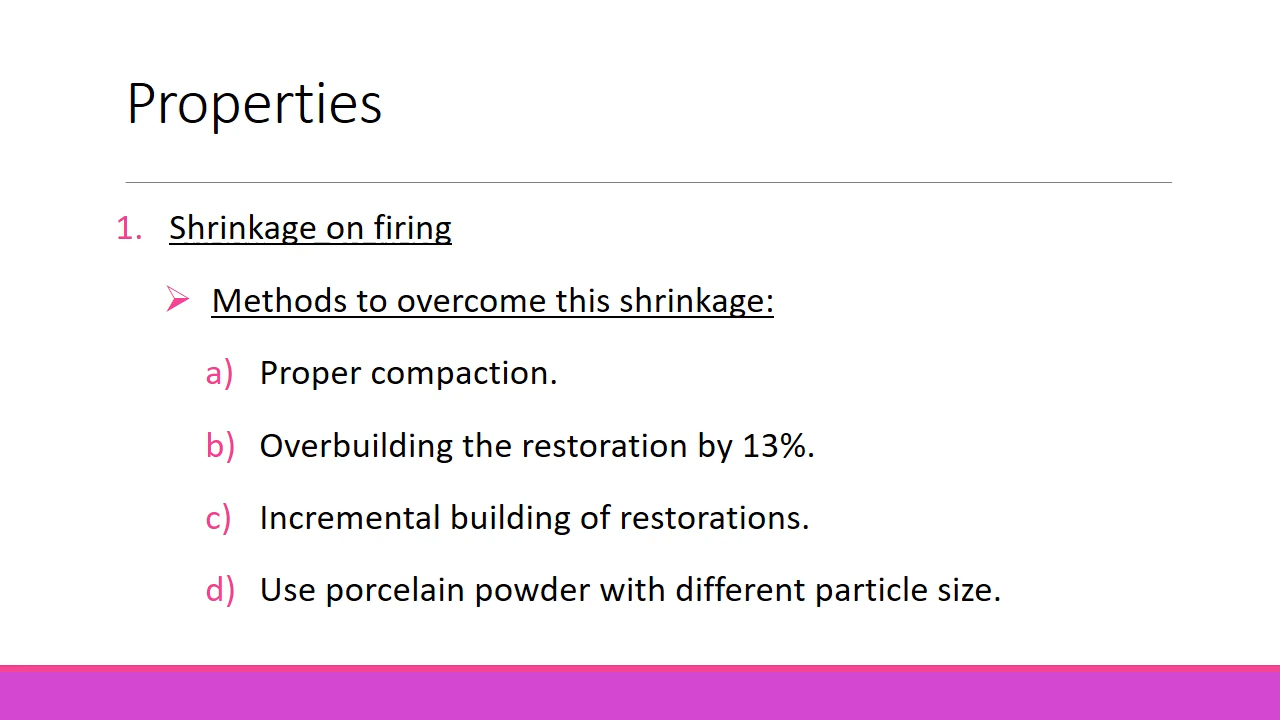 Properties
1. Shrinkage on firing
➢ Methods to overcome this shrinkage:
a) Proper compaction.
b) Overbuilding the restoration by 13%.
c) Incremental building of restorations.
d) Use porcelain powder with different particle size.